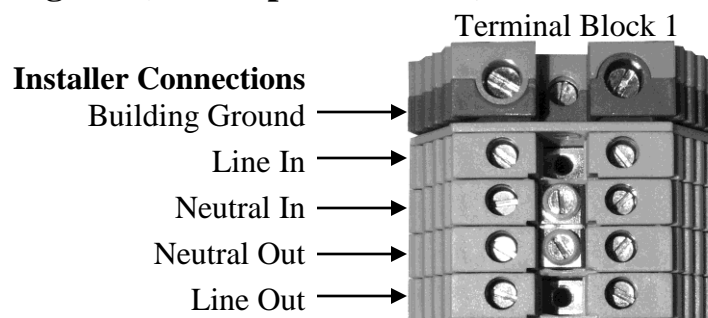 Terminal Block 1
Installer Connections
Building Ground
Line In
Neutral In
Neutral Out
Line Out